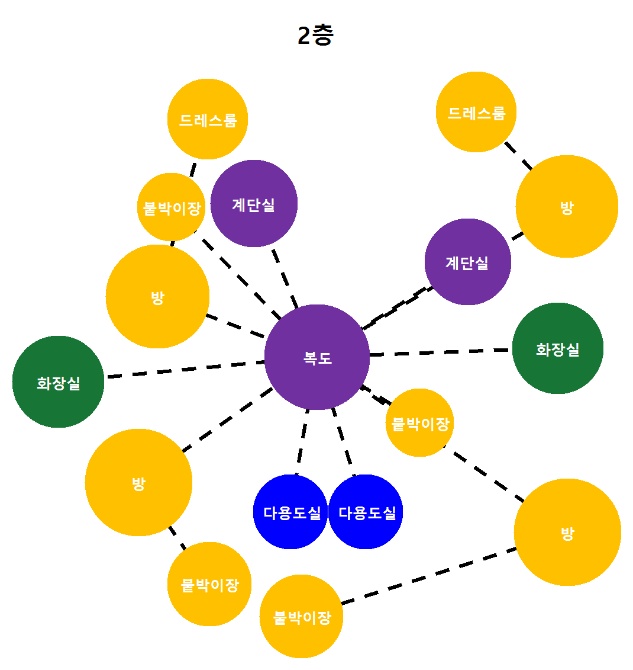 2층
드레스룸
드레스룸
붙박이장
계단실
방
계단실
방
복도
화장실
화장실
붙박이장
방
다용도실
다용도실
방
붙박이장
붙박이장